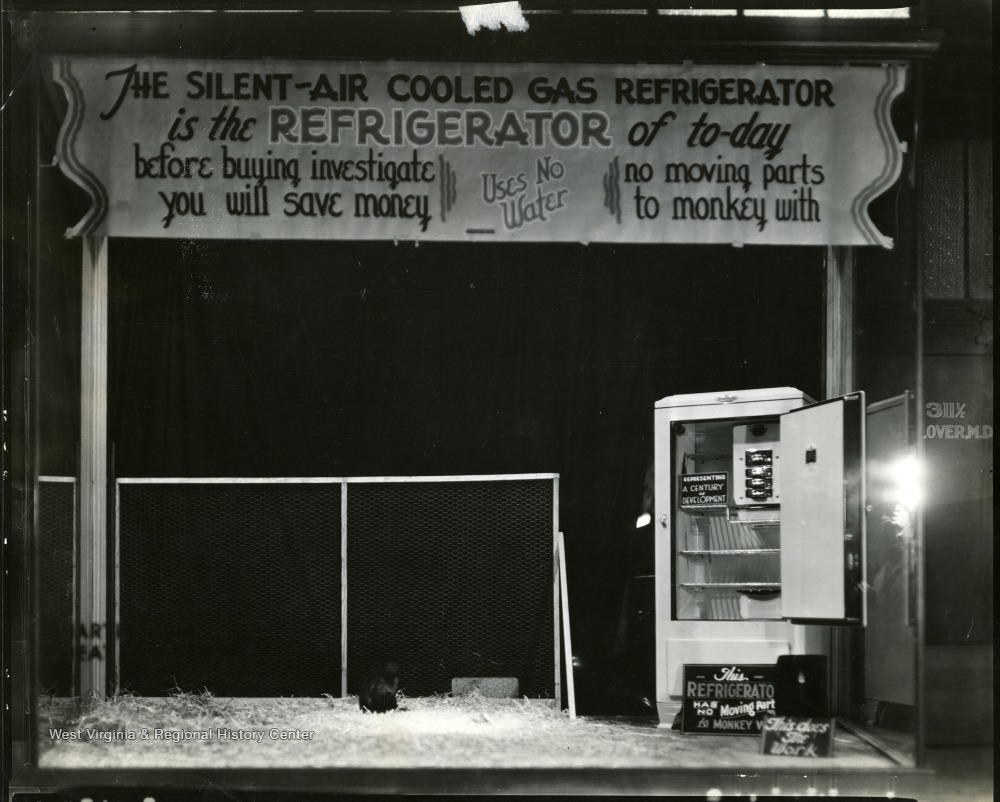 THE SILENT-AIR COOLED GAS REFRIGERATOR
is the REFRIGERATOR of to-day
before buying investigate
you will save money
Uses No
Water
no moving parts
to monkey with
311½
LOVER, M.D
REPRESENTING
A CENTURY
OF
DEVELOPMENT
This
REFRIGERATO
HAS
NO Moving Part
to MONKEY W
This does
The
Work
West Virginia & Regional History Center